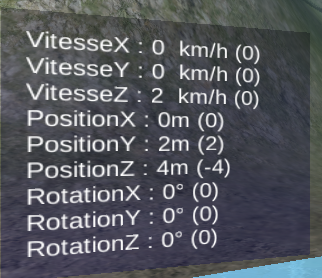 VitesseX : 0 km/h (0)
VitesseY : 0 km/h (0)
VitesseZ : 2 km/h (0)
PositionX : 0m (0)
PositionY : 2m (2)
PositionZ : 4m (-4)
RotationX : 0° (0)
RotationY : 0° (0)
RotationZ : 0° (0)